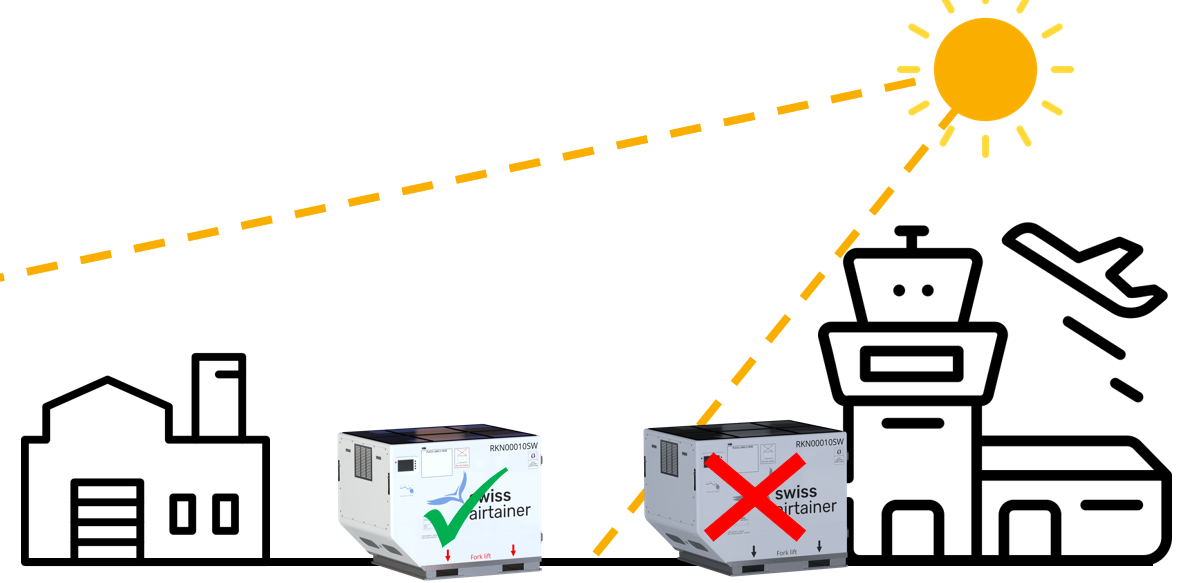 RKN00010SW
swiss
airtainer
Fork lift
RKN00010SW
swiss
airtainer
Fork lift